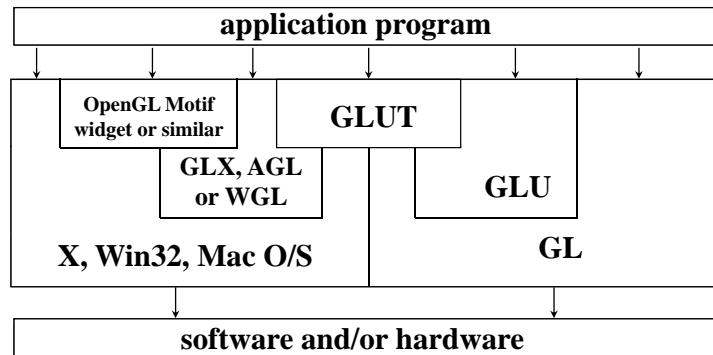 application program
OpenGL Motif
widget or similar
GLUT
GLX, AGL
or WGL
GLU
X, Win32, Mac O/S
GL
software and/or hardware